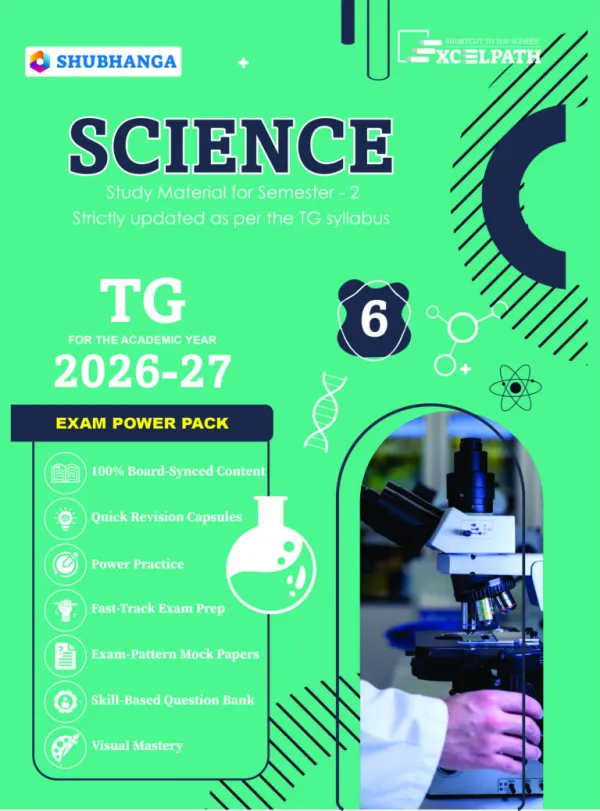 SHUBHANGA
SHORTCUT TO TOP SCORES!
EXCELPATH
SCIENCE
Study Material for Semester - 2
Strictly updated as per the TG syllabus
TG
FOR THE ACADEMIC YEAR
2026-27
6
EXAM POWER PACK
100% Board-Synced Content
Quick Revision Capsules
Power Practice
Fast-Track Exam Prep
Exam-Pattern Mock Papers
Skill-Based Question Bank
Visual Mastery